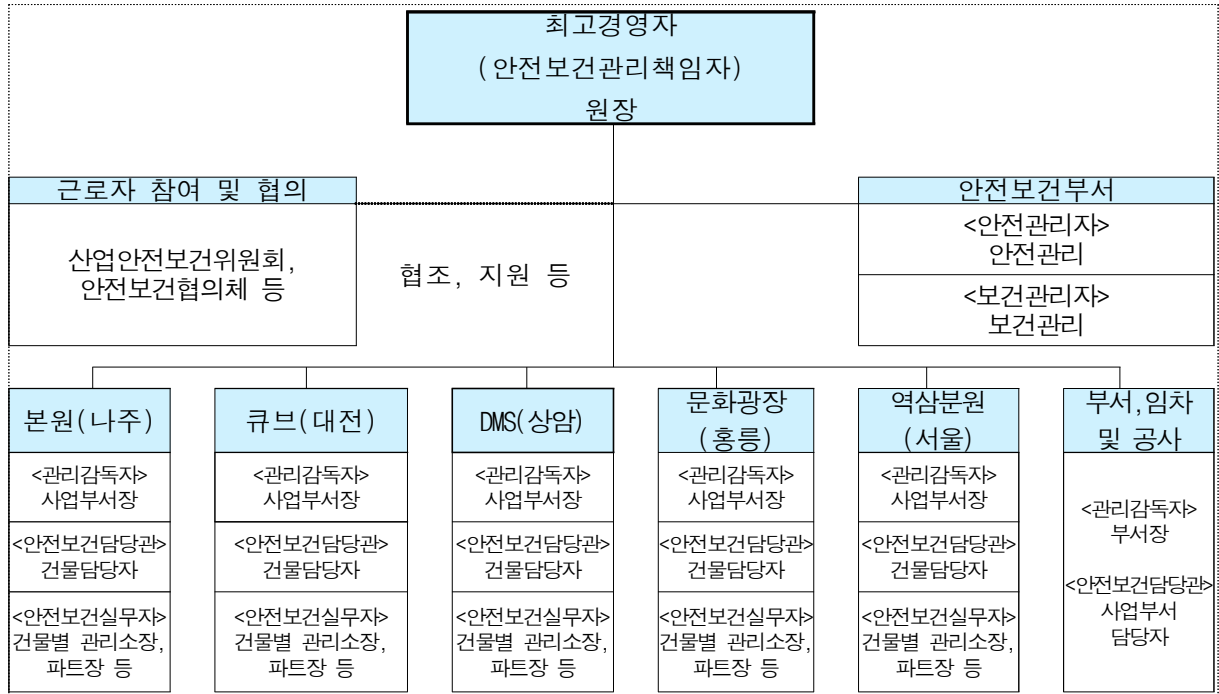 최고경영자
(안전보건관리책임자)
원장
근로자 참여 및 협의
산업안전보건위원회,
안전보건협의체 등
협조, 지원 등
안전보건부서
<안전관리자>
안전관리
<보건관리자>
보건관리
본원(나주)
<관리감독자>
사업부서장
<안전보건담당관>
건물담당자
<안전보건실무자>
건물별 관리소장,
파트장 등
큐브(대전)
<관리감독자>
사업부서장
<안전보건담당관>
건물담당자
<안전보건실무자>
건물별 관리소장,
파트장 등
DMS(상암)
<관리감독자>
사업부서장
<안전보건담당관>
건물담당자
<안전보건실무자>
건물별 관리소장,
파트장 등
문화광장
(홍릉)
<관리감독자>
사업부서장
<안전보건담당관>
건물담당자
<안전보건실무자>
건물별 관리소장,
파트장 등
역삼분원
(서울)
<관리감독자>
사업부서장
<안전보건담당관>
건물담당자
<안전보건실무자>
건물별 관리소장,
파트장 등
부서,임차
및 공사
<관리감독자>
부서장
<안전보건담당관>
사업부서
담당자